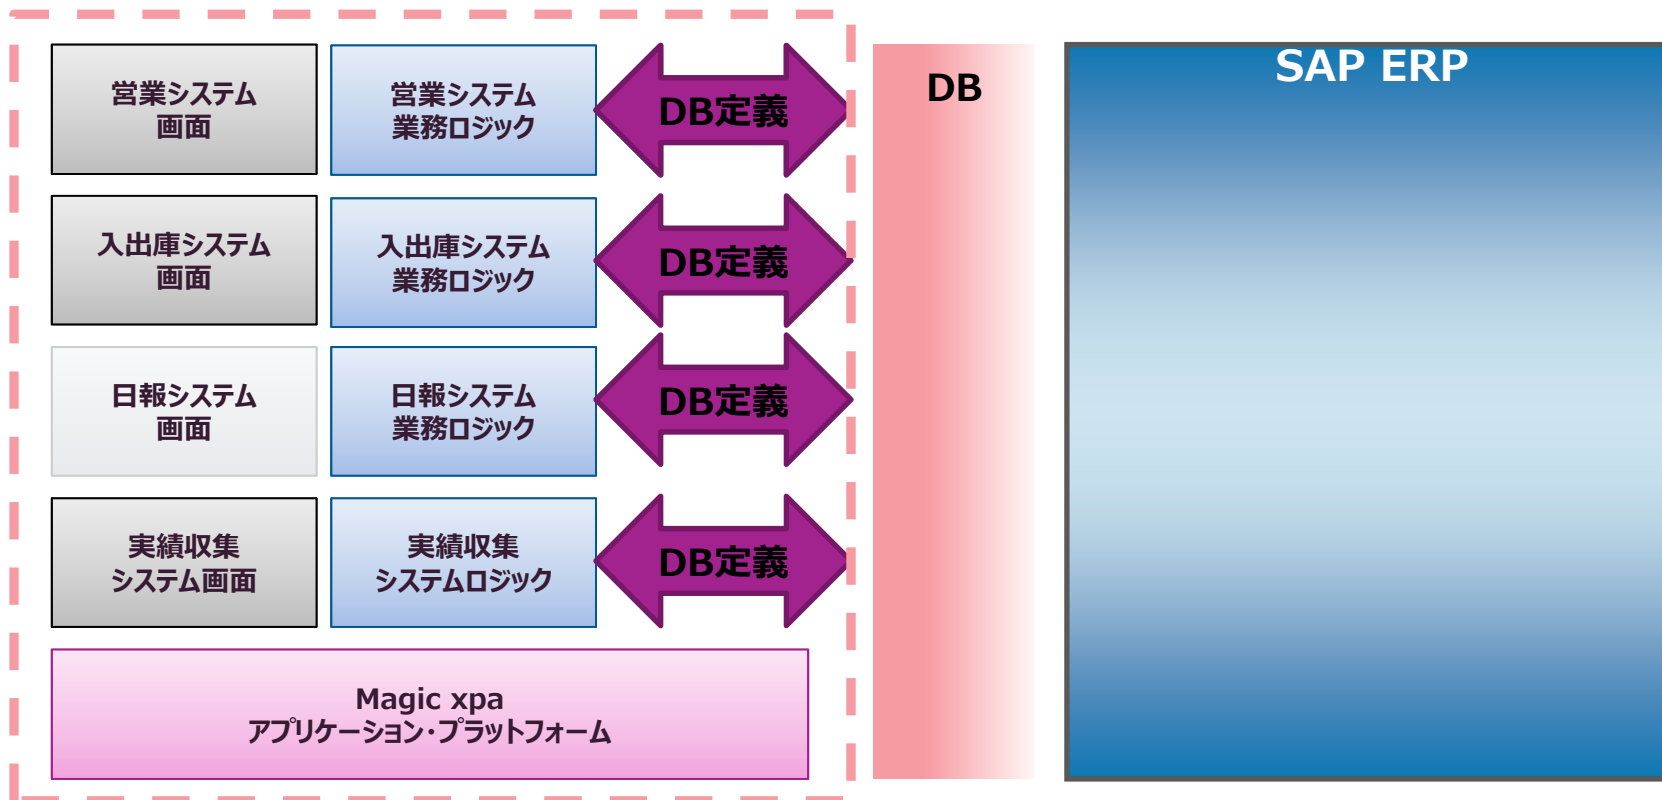 営業システム
画面
営業システム
業務ロジック
DB定義
DB
SAP ERP
入出庫システム
画面
入出庫システム
業務ロジック
DB定義
日報システム
画面
日報システム
業務ロジック
DB定義
実績収集
システム画面
実績収集
システムロジック
DB定義
Magic xpa
アプリケーション・プラットフォーム